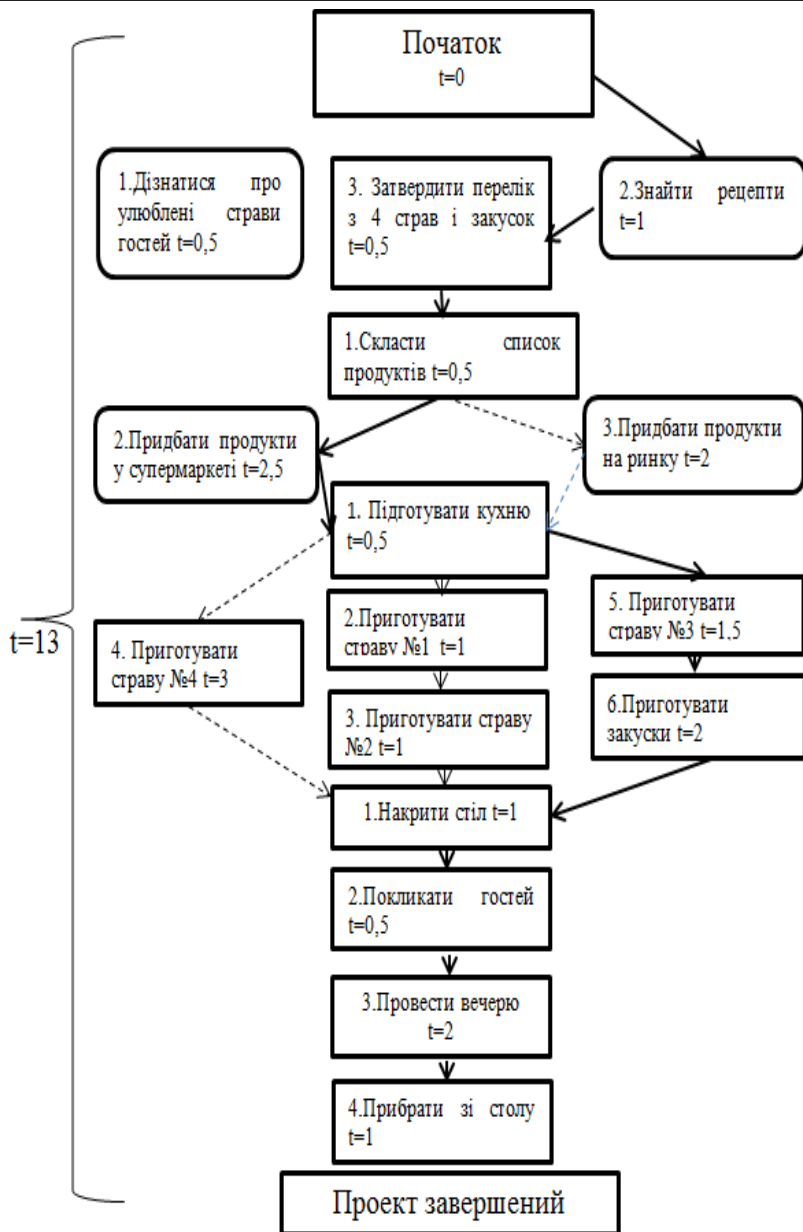 Початок
t=0
1.Дізнатися про
улюблені страви
гостей t=0,5
3. Затвердити перелік
з 4 страв і закусок
t=0,5
2.Знайти рецепти
t=1
1.Скласти список
продуктів t=0,5
2.Придбати продукти
у супермаркеті t=2,5
3.Придбати продукти
на ринку t=2
1. Підготувати кухню
t=0,5
2.Приготувати
страву №1 t=1
5. Приготувати
страву №3 t=1,5
t=13
4. Приготувати
страву №4 t=3
3. Приготувати страву
№2 t=1
6.Приготувати
закуски t=2
1.Накрити стіл t=1
2.Покликати гостей
t=0,5
3.Провести вечерю
t=2
4.Прибрати зі столу
t=1
Проект завершений